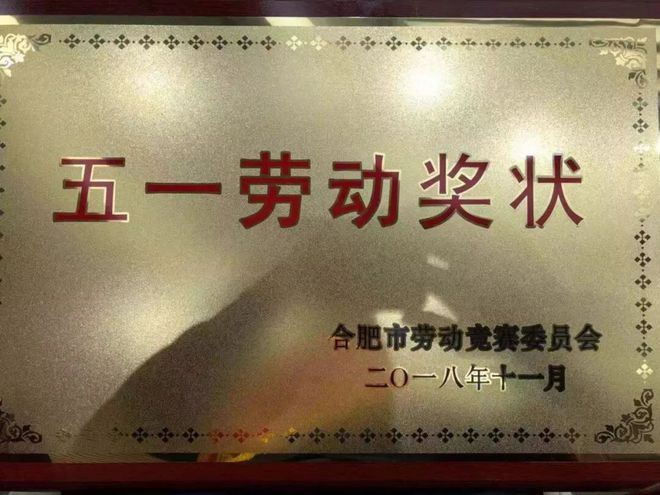 五一劳动奖状
合肥市劳动竞赛委员会
二〇一八年十一月